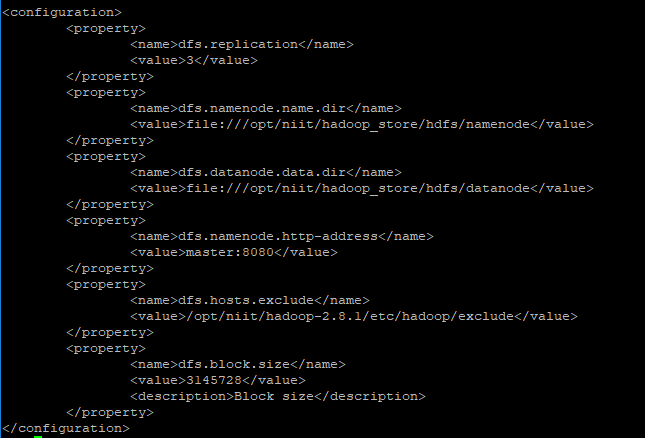 <configuration>
<property>
<name>dfs.replication</name>
<value>3</value>
</property>
<property>
<name>dfs.namenode.name.dir</name>
<value>file:///opt/niit/hadoop_store/hdfs/namenode</value>
</property>
<property>
<name>dfs.datanode.data.dir</name>
<value>file:///opt/niit/hadoop_store/hdfs/datanode</value>
</property>
<property>
<name>dfs.namenode.http-address</name>
<value>master:8080</value>
</property>
<property>
<name>dfs.hosts.exclude</name>
<value>/opt/niit/hadoop-2.8.1/etc/hadoop/exclude</value>
</property>
<property>
<name>dfs.block.size</name>
<value>3145728</value>
<description>Block size</description>
</property>
</configuration>